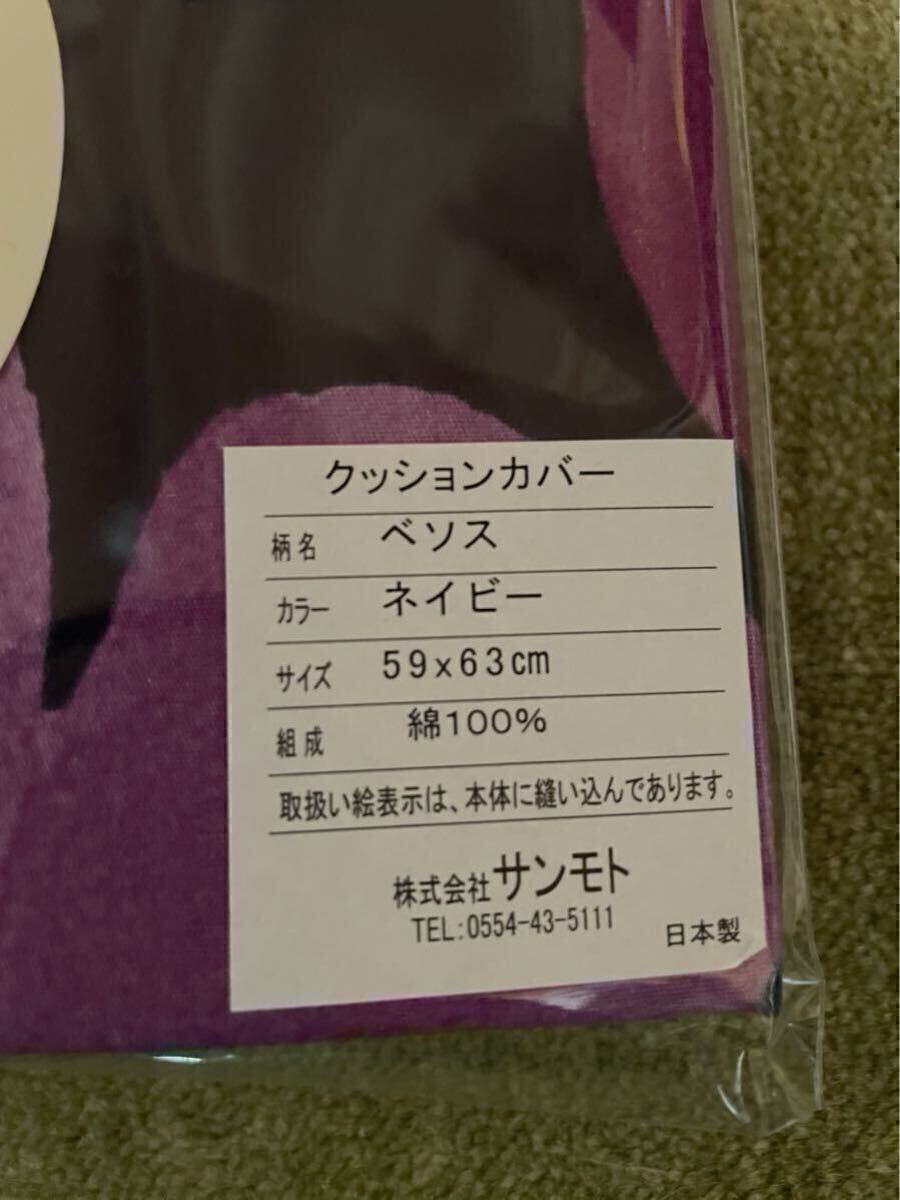 クッションカバー
柄名 ベソス
カラー ネイビー
サイズ 59x63cm
組成 綿100%
取扱い絵表示は、本体に縫い込んであります。
株式会社サンモト
TEL:0554-43-5111
日本製